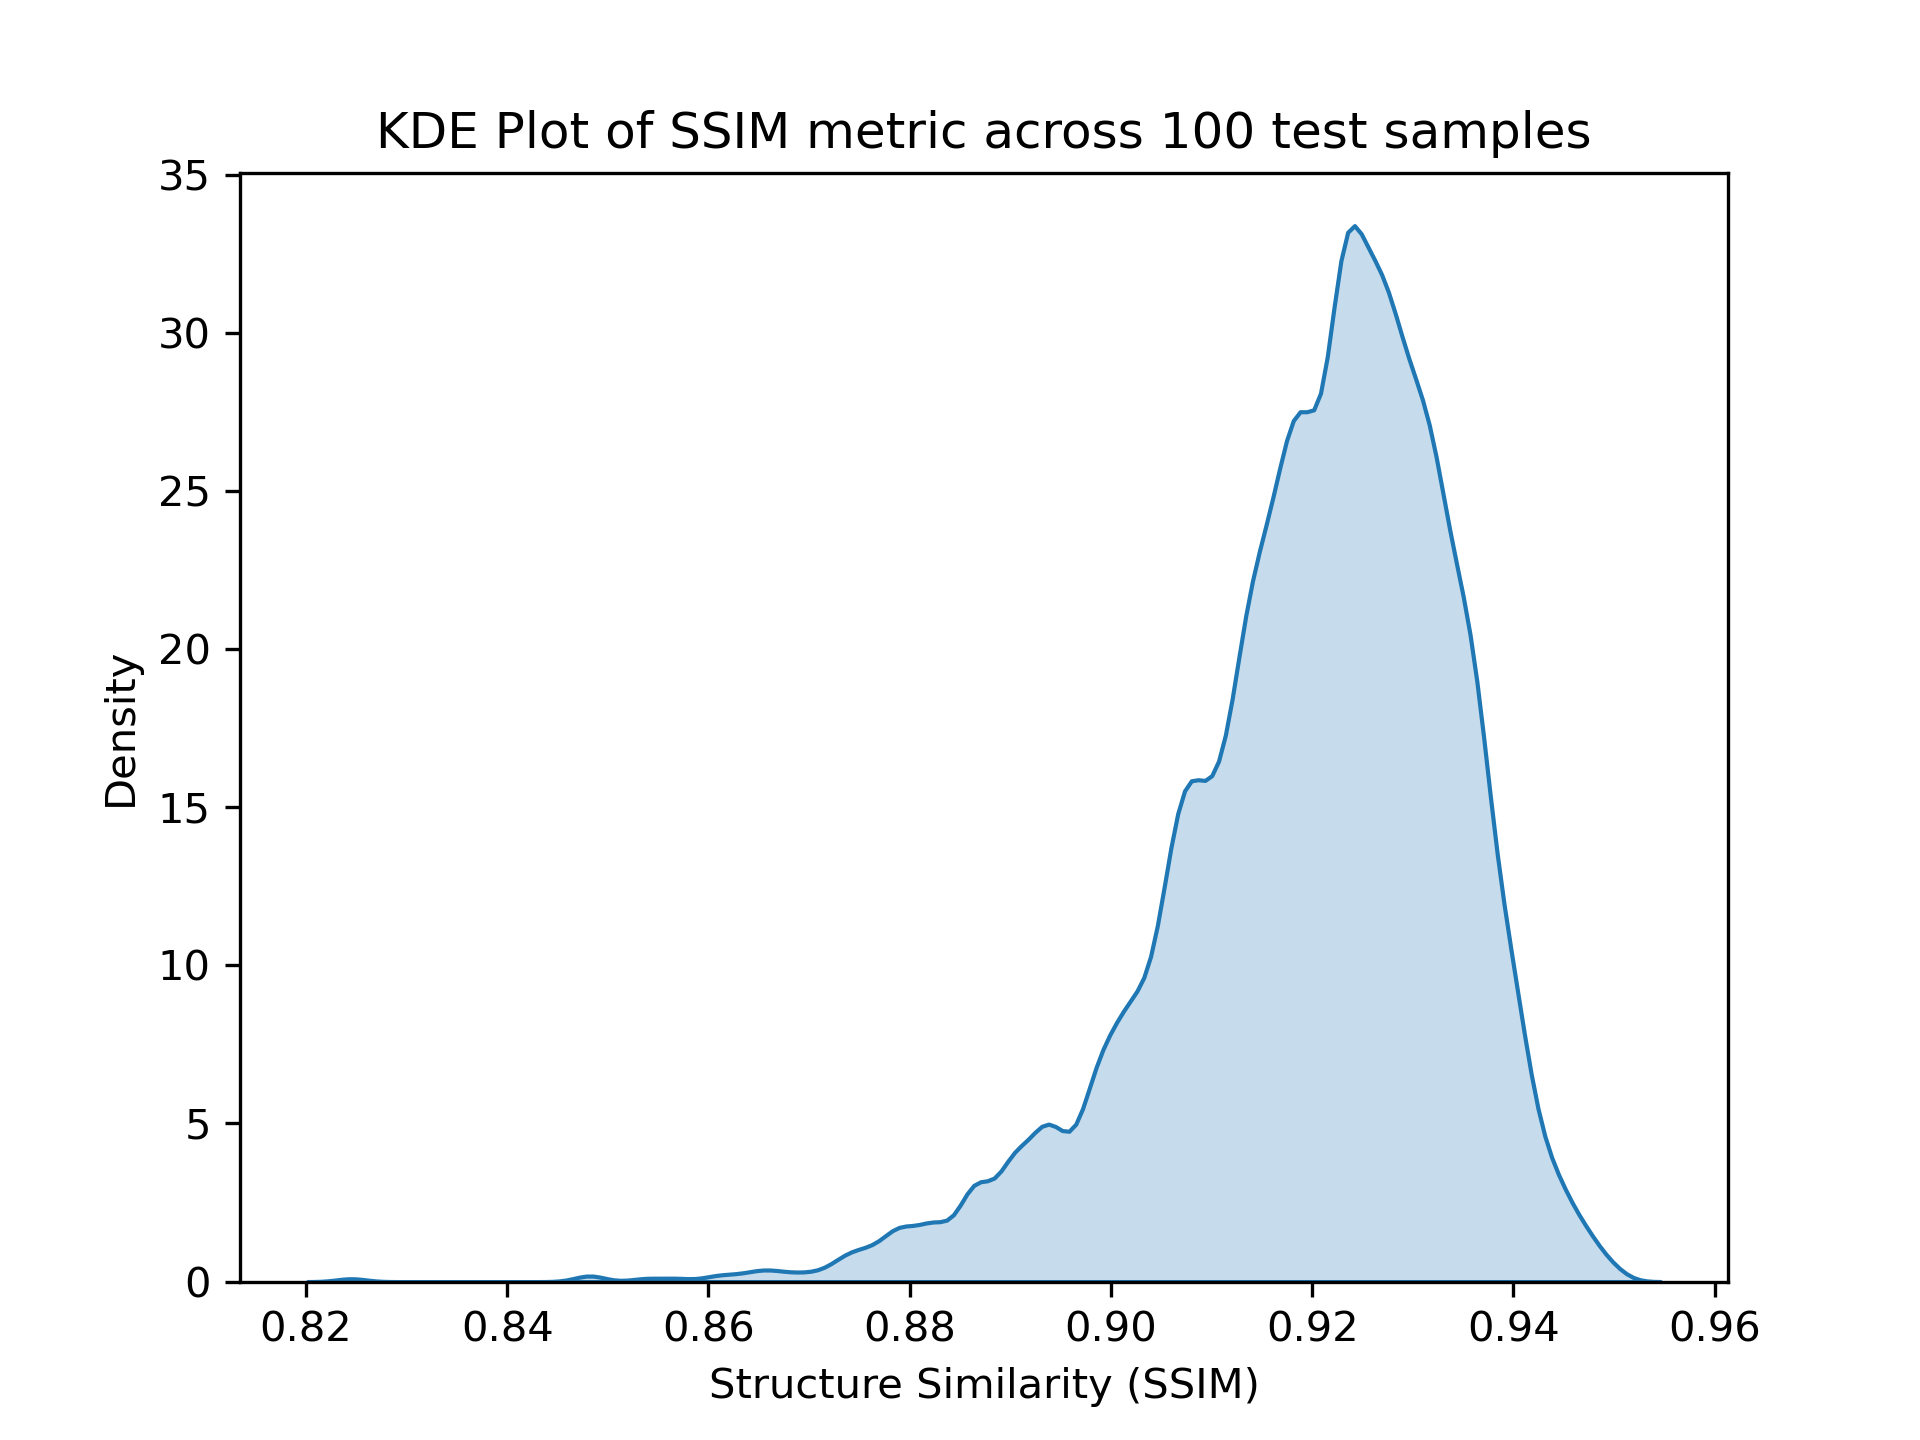 KDE Plot of SSIM metric across 100 test samples
35
30
25
20
15
10
5
0
Density
0.82 0.84 0.86 0.88 0.90 0.92 0.94 0.96
Structure Similarity (SSIM)